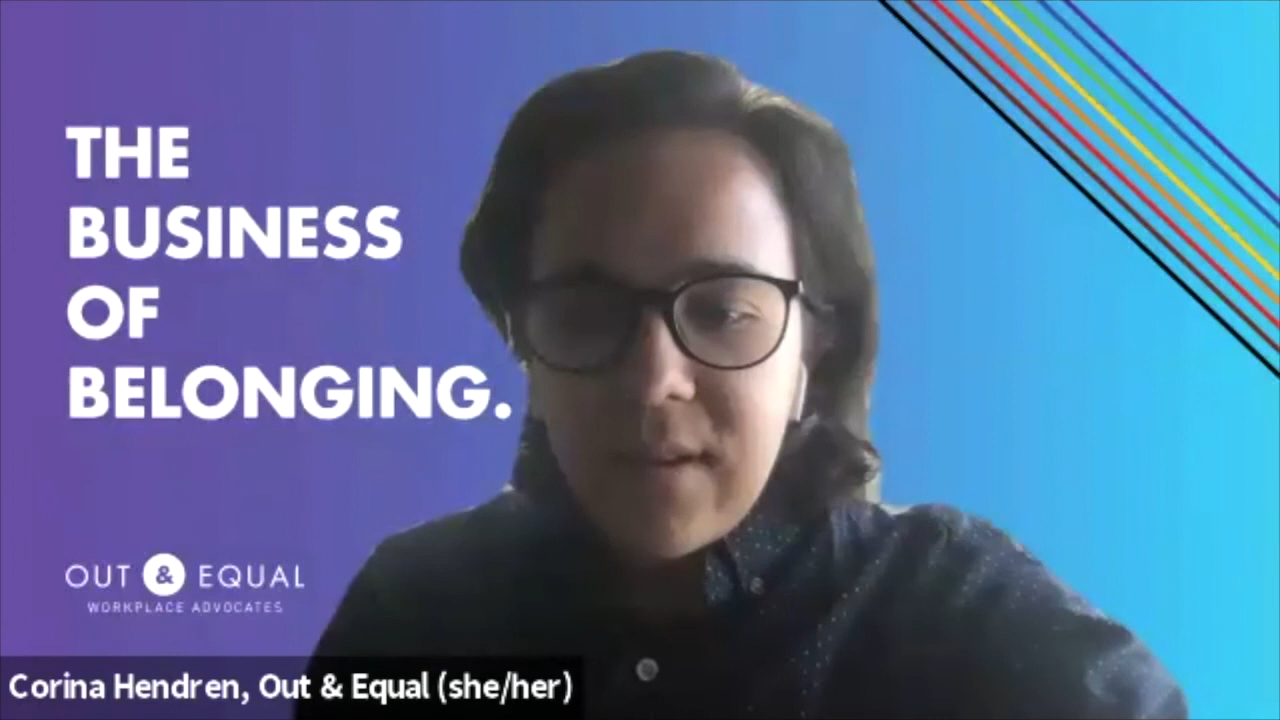 THE
BUSINESS
OF
BELONGING.
OUT & EQUAL
WORKPLACE ADVOCATES
Corina Hendren, Out & Equal (she/her)